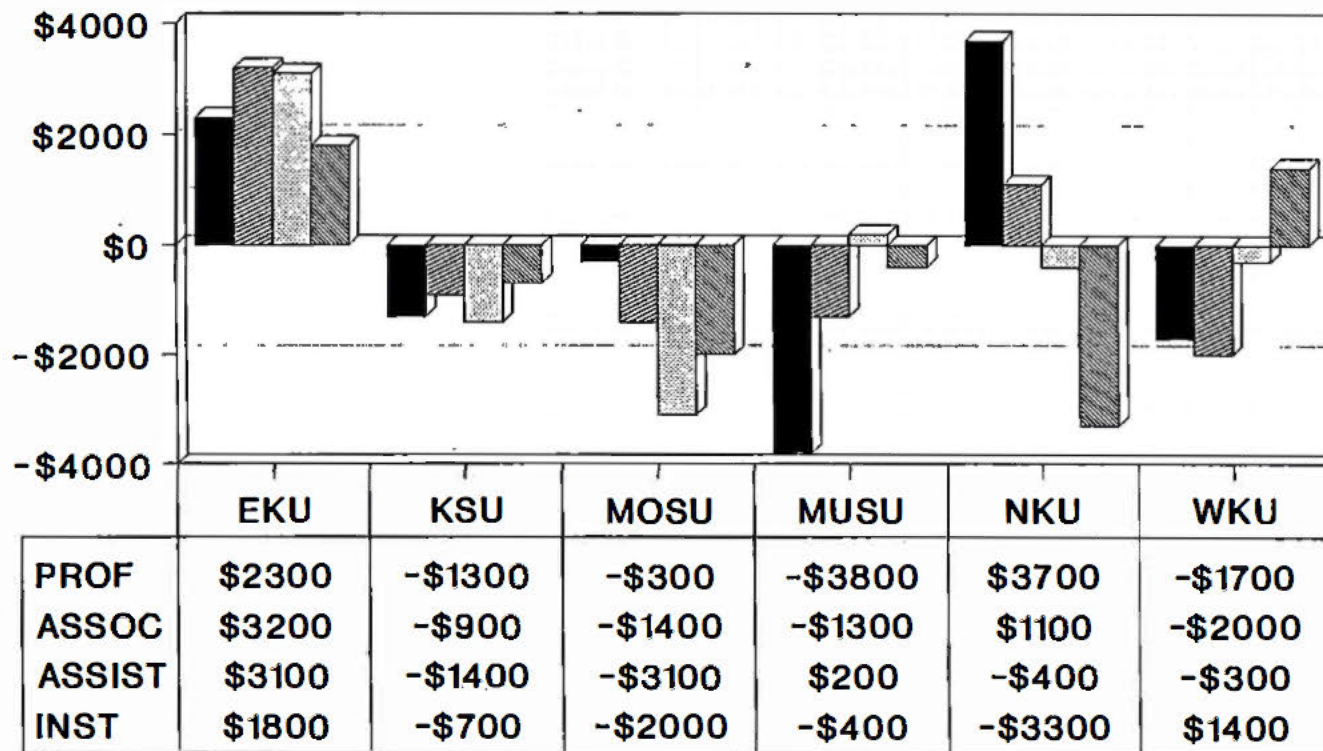 $4000
$2000
$0
-$2000
-$4000
EKU KSU MOSU MUSU NKU WKU
PROF $2300 -$1300 -$300 -$3800 $3700 -$1700
ASSOC $3200 -$900 -$1400 -$1300 $1100 -$2000
ASSIST $3100 -$1400 -$3100 $200 -$400 -$300
INST $1800 -$700 -$2000 -$400 -$3300 $1400